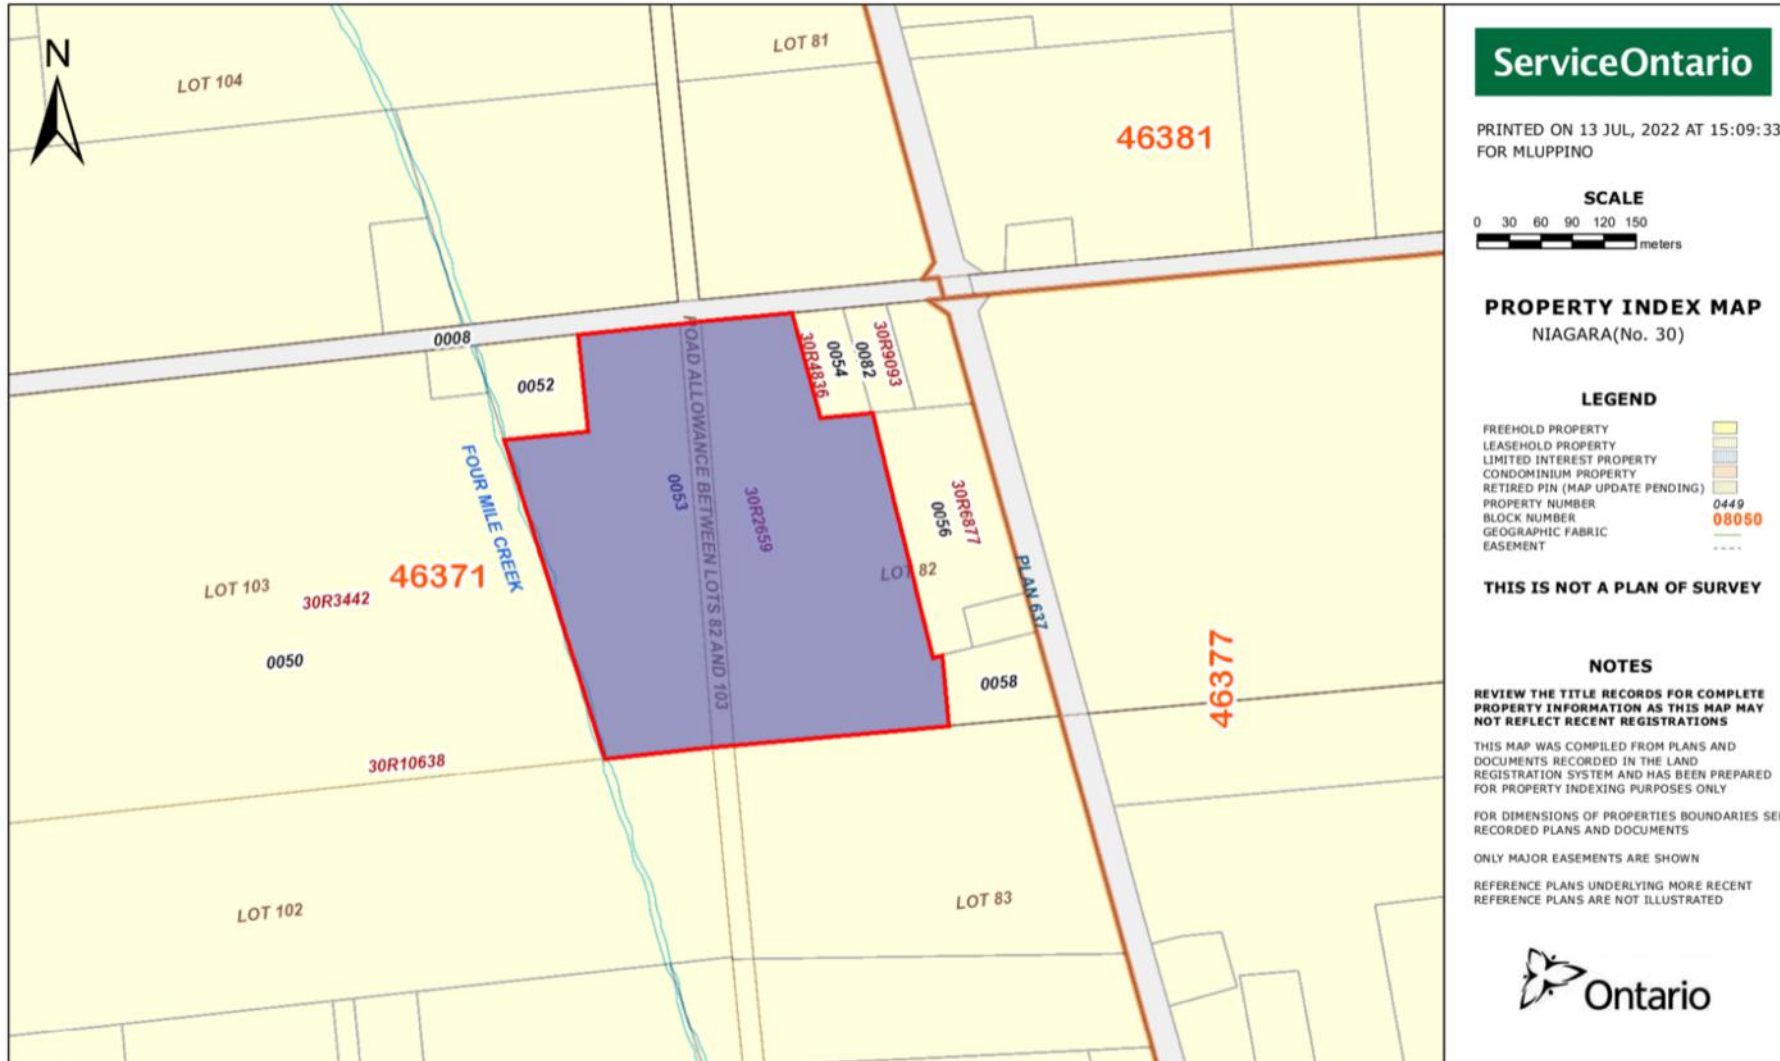 N
LOT 104
LOT 81
46381
0008
0052
30R4836
0054
0082
30R9093
ROAD ALLOWANCE BETWEEN LOTS 82 AND 103
FOUR MILE CREEK
0053
30R2659
30R6877
0056
LOT 82
PLAN 637
LOT 103
30R3442
46371
0050
0058
46377
30R10638
LOT 102
LOT 83
ServiceOntario
PRINTED ON 13 JUL, 2022 AT 15:09:33
FOR MLUPPINO
SCALE
0 30 60 90 120 150
meters
PROPERTY INDEX MAP
NIAGARA(No. 30)
LEGEND
FREEHOLD PROPERTY
LEASEHOLD PROPERTY
LIMITED INTEREST PROPERTY
CONDOMINIUM PROPERTY
RETIRED PIN (MAP UPDATE PENDING)
PROPERTY NUMBER 0449
BLOCK NUMBER 08050
GEOGRAPHIC FABRIC
EASEMENT
THIS IS NOT A PLAN OF SURVEY
NOTES
REVIEW THE TITLE RECORDS FOR COMPLETE
PROPERTY INFORMATION AS THIS MAP MAY
NOT REFLECT RECENT REGISTRATIONS
THIS MAP WAS COMPILED FROM PLANS AND
DOCUMENTS RECORDED IN THE LAND
REGISTRATION SYSTEM AND HAS BEEN PREPARED
FOR PROPERTY INDEXING PURPOSES ONLY
FOR DIMENSIONS OF PROPERTIES BOUNDARIES SE
RECORDED PLANS AND DOCUMENTS
ONLY MAJOR EASEMENTS ARE SHOWN
REFERENCE PLANS UNDERLYING MORE RECENT
REFERENCE PLANS ARE NOT ILLUSTRATED
Ontario